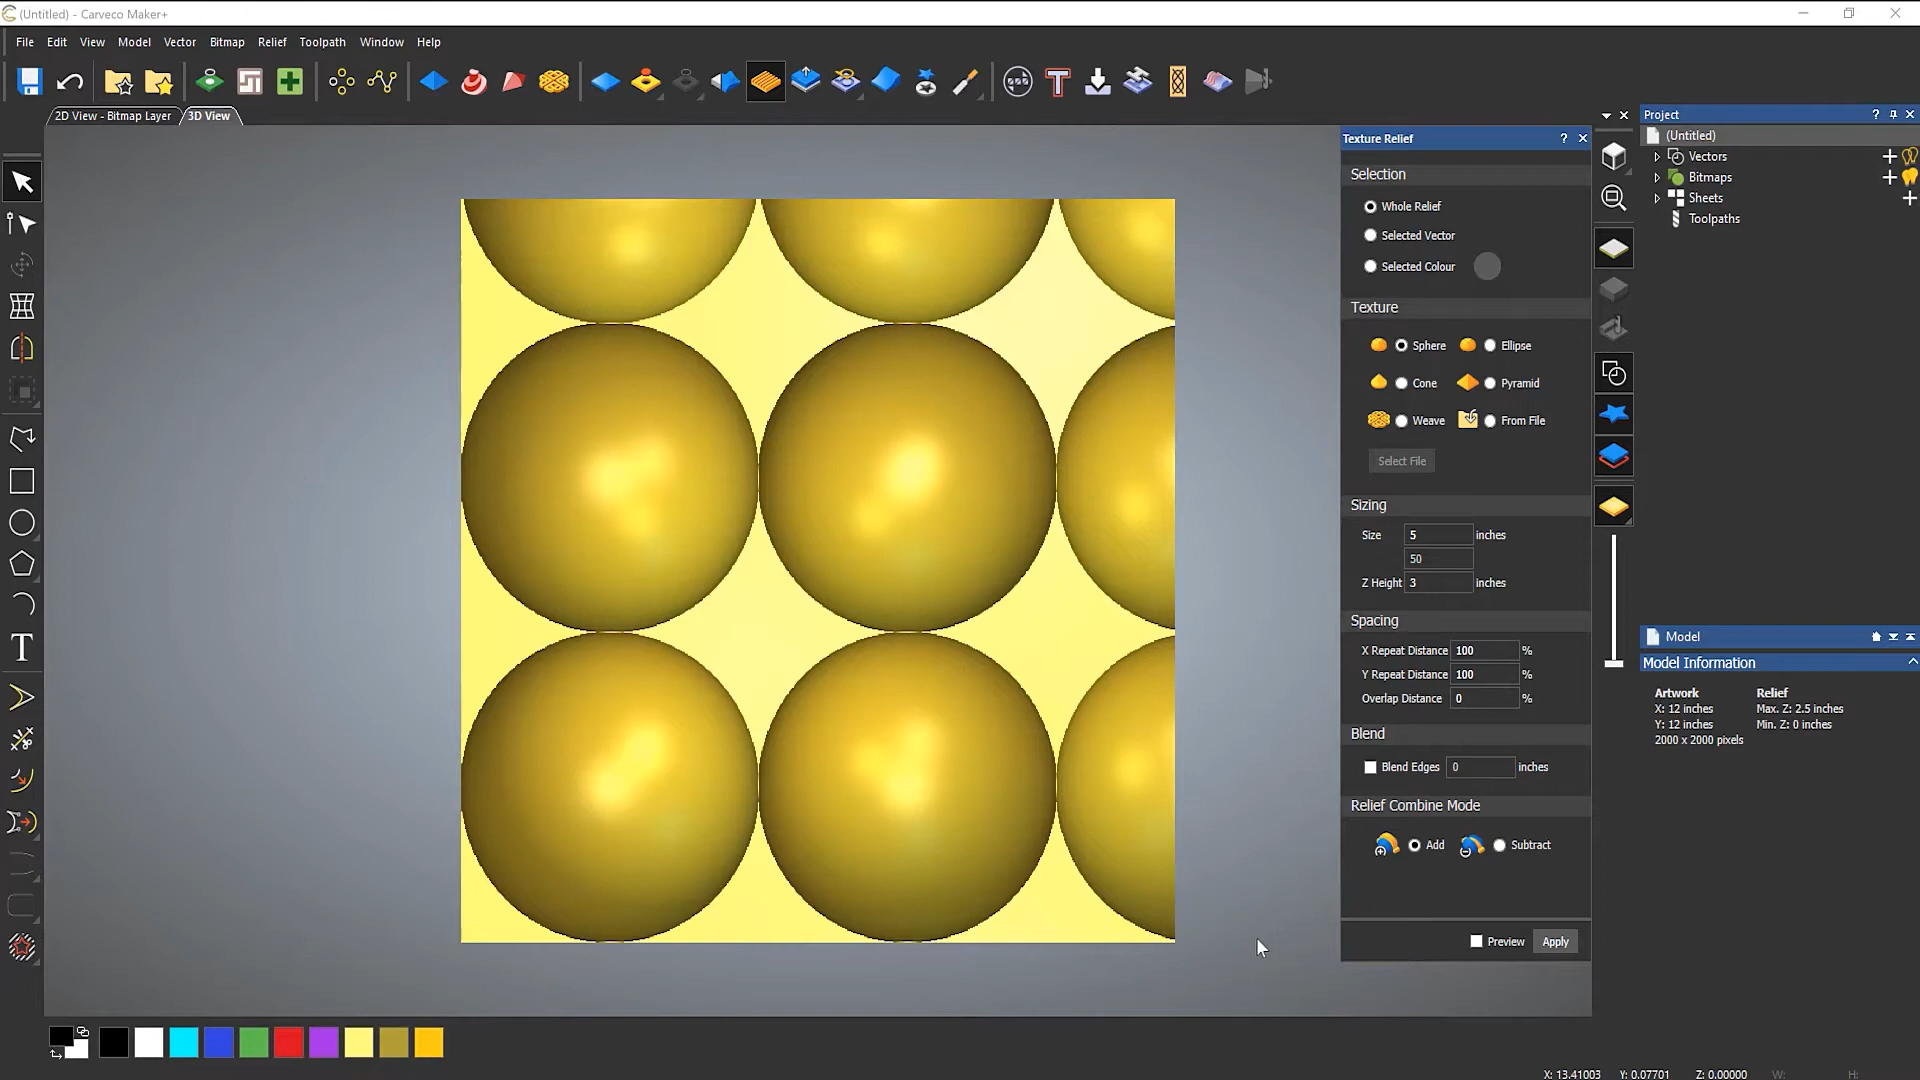 (Untitled) - Carveco Maker+
File Edit View Model Vector Bitmap Relief Toolpath Window Help
2D View - Bitmap Layer 3D View
Texture Relief ?
Selection
Whole Relief
Selected Vector
Selected Colour
Texture
Sphere Ellipse
Cone Pyramid
Weave From File
Select File
Sizing
Size 5 inches
50
Z Height 3 inches
Spacing
X Repeat Distance 100 %
Y Repeat Distance 100 %
Overlap Distance 0 %
Blend
Blend Edges 0 inches
Relief Combine Mode
Add Subtract
Preview Apply
Project ?
(Untitled)
Vectors
Bitmaps
Sheets
Toolpaths
Model
Model Information
Artwork Relief
X: 12 inches Max. Z: 2.5 inches
Y: 12 inches Min. Z: 0 inches
2000 x 2000 pixels
T
X: 13.41003 Y: 0.07701 Z: 0.00000 W: H: